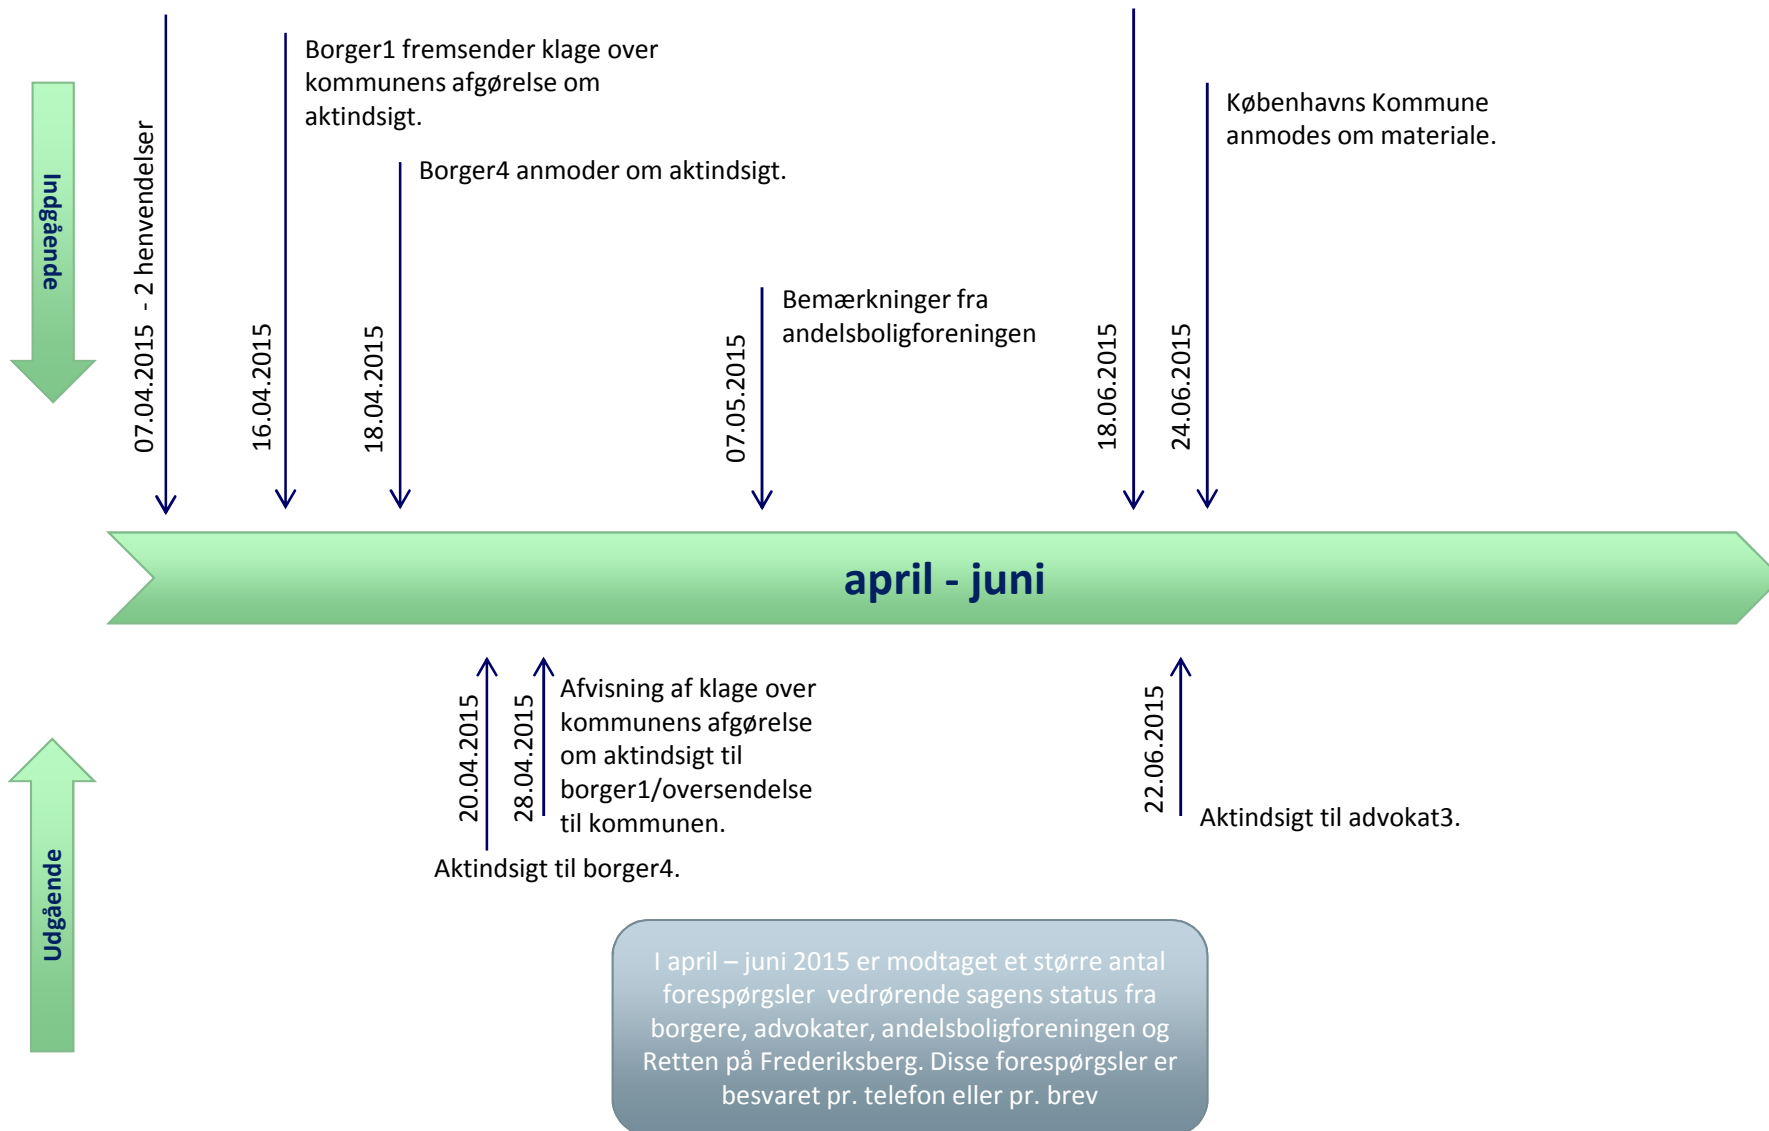 Indgående
07.04.2015 - 2 henvendelser
16.04.2015
Borger1 fremsender klage over
kommunens afgørelse om
aktindsigt.
18.04.2015
Borger4 anmoder om aktindsigt.
07.05.2015
Bemærkninger fra
andelsboligforeningen
18.06.2015
24.06.2015
Københavns Kommune
anmodes om materiale.
april - juni
Udgående
20.04.2015
Aktindsigt til borger4.
28.04.2015
Afvisning af klage over
kommunens afgørelse
om aktindsigt til
borger1/oversendelse
til kommunen.
22.06.2015
Aktindsigt til advokat3.
I april – juni 2015 er modtaget et større antal
forespørgsler vedrørende sagens status fra
borgere, advokater, andelsboligforeningen og
Retten på Frederiksberg. Disse forespørgsler er
besvaret pr. telefon eller pr. brev